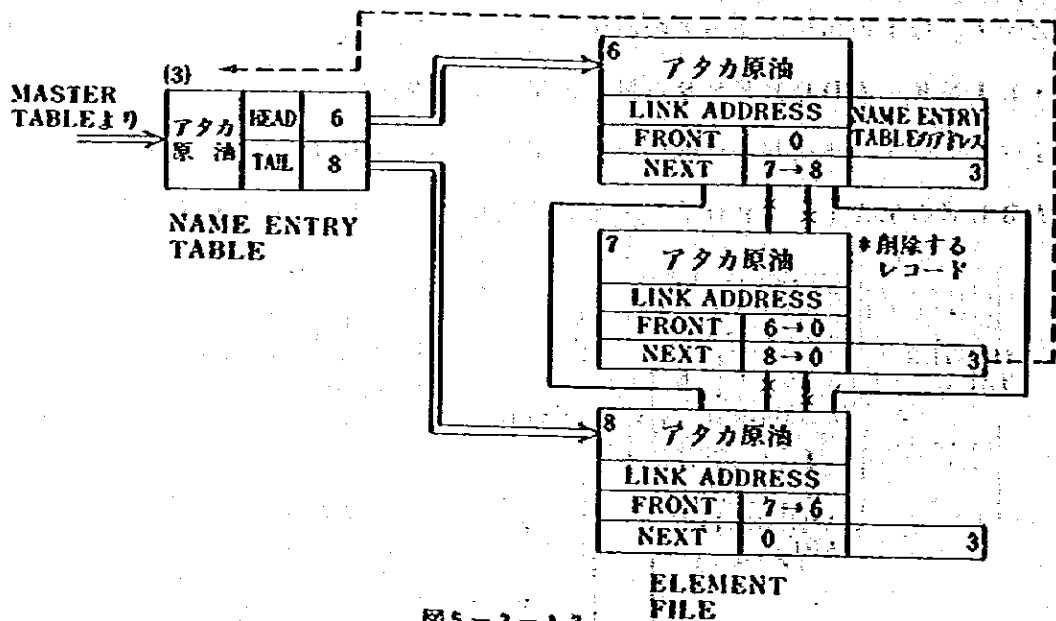 (3)
MASTER
TABLEより
アタカ
原油
HEAD 6
TAIL 8
NAME ENTRY
TABLE
6
アタカ原油
LINK ADDRESS
FRONT 0
NEXT 7→8
NAME ENTRY
TABLEのアドレス
3
7
アタカ原油
*削除する
レコード
LINK ADDRESS
FRONT 6→0
NEXT 8→0
3
8
アタカ原油
LINK ADDRESS
FRONT 7→6
NEXT 0
3
ELEMENT
FILE
図5-2-12